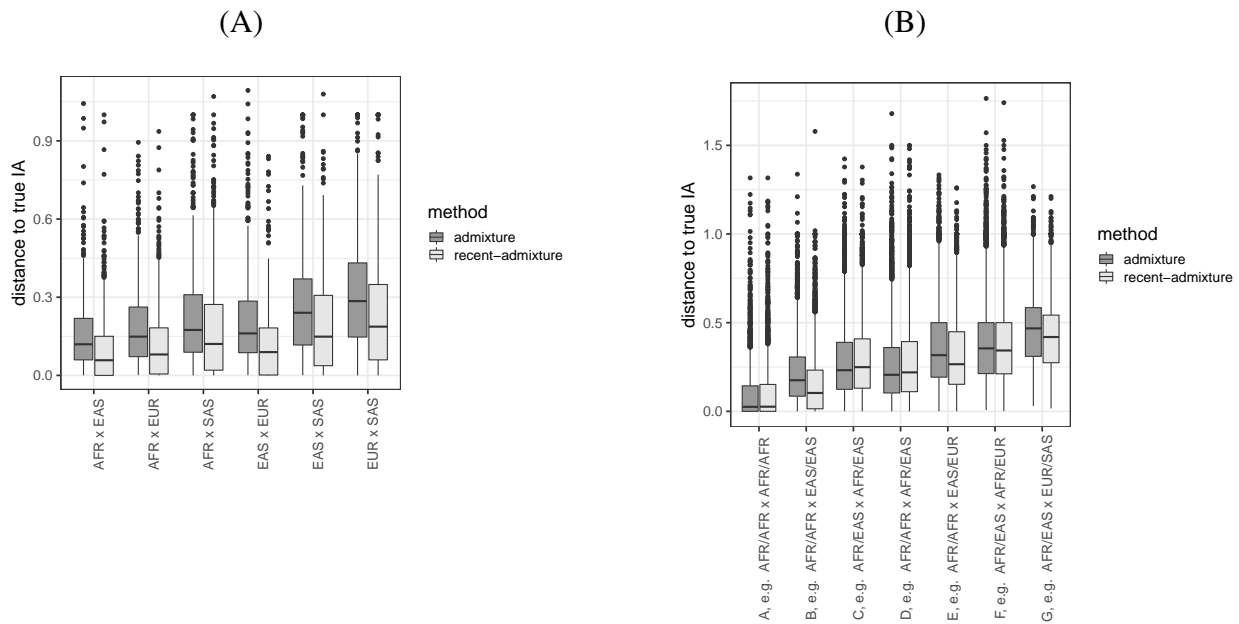 (A)
(B)
distance to true IA
0.9
0.6
0.3
0.0
AFR x EAS
AFR x EUR
AFR x SAS
EAS x EUR
EAS x SAS
EUR x SAS
method
admixture
recent−admixture
distance to true IA
1.5
1.0
0.5
0.0
A, e.g. AFR/AFR x AFR/AFR
B, e.g. AFR/AFR x EAS/EAS
C, e.g. AFR/EAS x AFR/EAS
D, e.g. AFR/AFR x AFR/EAS
E, e.g. AFR/AFR x EAS/EUR
F, e.g. AFR/EAS x AFR/EUR
G, e.g. AFR/EAS x EUR/SAS
method
admixture
recent−admixture